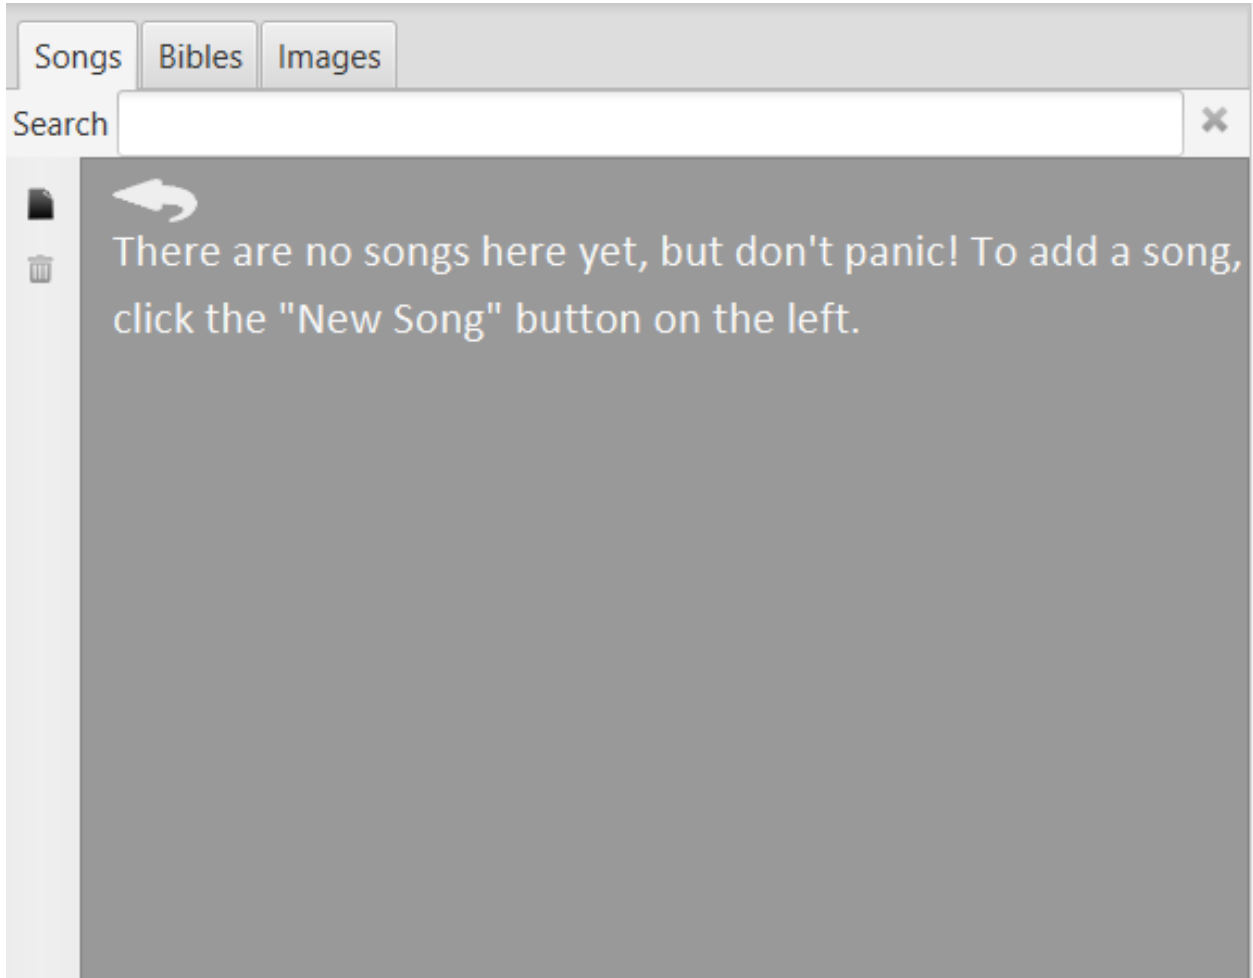 Songs Bibles Images
Search
There are no songs here yet, but don't panic! To add a song,
click the "New Song" button on the left.